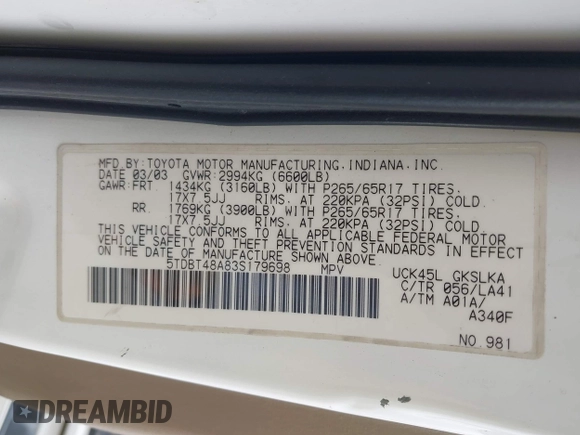 MFD.BY:TOYOTA MOTOR MANUFACTURING.INDIANA.INC.
DATE 03/03 GVWR:2994KG (6600LB)
GAWR:FRT. 1434KG (3160LB) WITH P265/65R17 TIRES.
17X7.5JJ RIMS. AT 220KPA (32PSI) COLD.
RR. 1769KG (3900LB) WITH P265/65R17 TIRES.
17X7.5JJ RIMS. AT 220KPA (32PSI) COLD.
THIS VEHICLE CONFORMS TO ALL APPLICABLE FEDERAL MOTOR
VEHICLE SAFETY AND THEFT PREVENTION STANDARDS IN EFFECT
ON THE DATE OF MANUFACTURE SHOWN ABOVE.
5TDBT48A83S179698 MPV
UCK45L GKSLKA
C/TR 056/LA41
A/TM A01A/
A340F
NO.981
DREAMBID